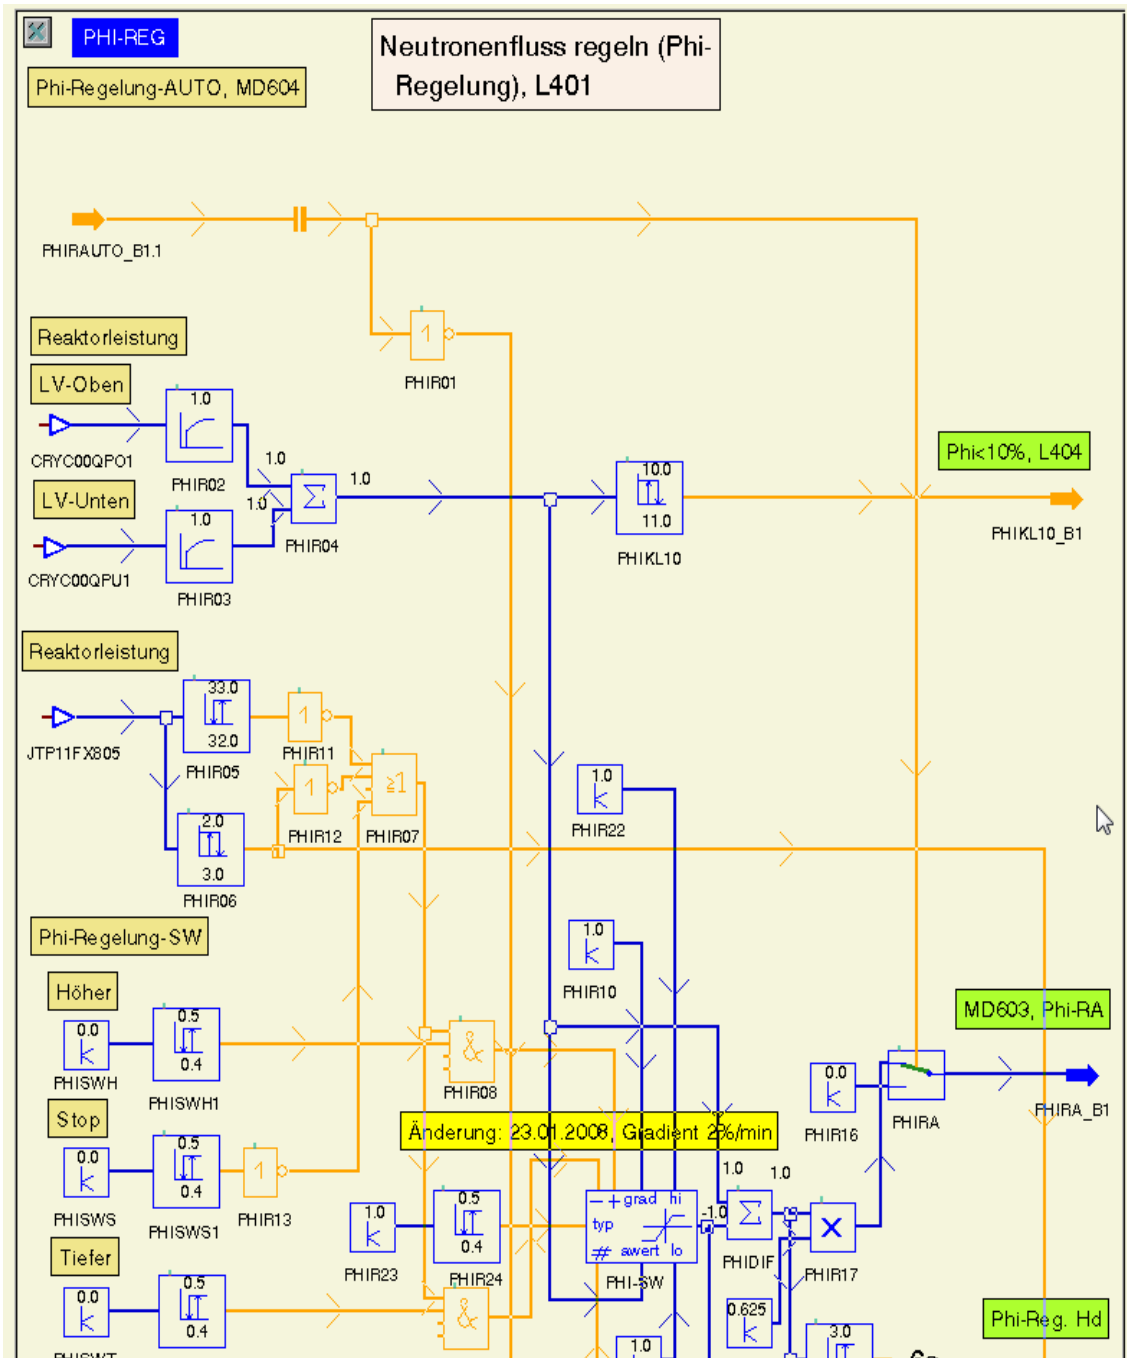 PHI-REG
Neutronenfluss regeln (Phi-
Regelung), L401
Phi-Regelung-AUTO, MD604
PHIRAUTO_B1.1
1
PHIR01
Reaktorleistung
LV-Oben
1.0
CRYC00QPO1
PHIR02
1.0
1.0
Σ
PHIR04
LV-Unten
1.0
1.0
CRYC00QPU1
PHIR03
10.0
11.0
PHIKL10
Phi<10%, L404
PHIKL10_B1
Reaktorleistung
33.0
32.0
JTP11FX805
PHIR05
1
PHIR11
1
PHIR12
≥1
PHIR07
2.0
3.0
PHIR06
1.0
PHIR22
Phi-Regelung-SW
1.0
PHIR10
Höher
0.0
PHISWH
0.5
0.4
PHISWH1
&
PHIR08
MD603, Phi-RA
0.0
PHIR16
PHIRA
PHIRA_B1
Änderung: 23.01.2008, Gradient 2%/min
Stop
0.0
PHISWS
0.5
0.4
PHISWS1
1
PHIR13
1.0
PHIR23
0.5
0.4
PHIR24
− + grad hi
typ
# awert lo
PHI-SW
-1.0
1.0
1.0
Σ
PHIDIF
X
PHIR17
Tiefer
0.0
0.5
0.4
&
0.625
1.0
3.0
Phi-Reg. Hd